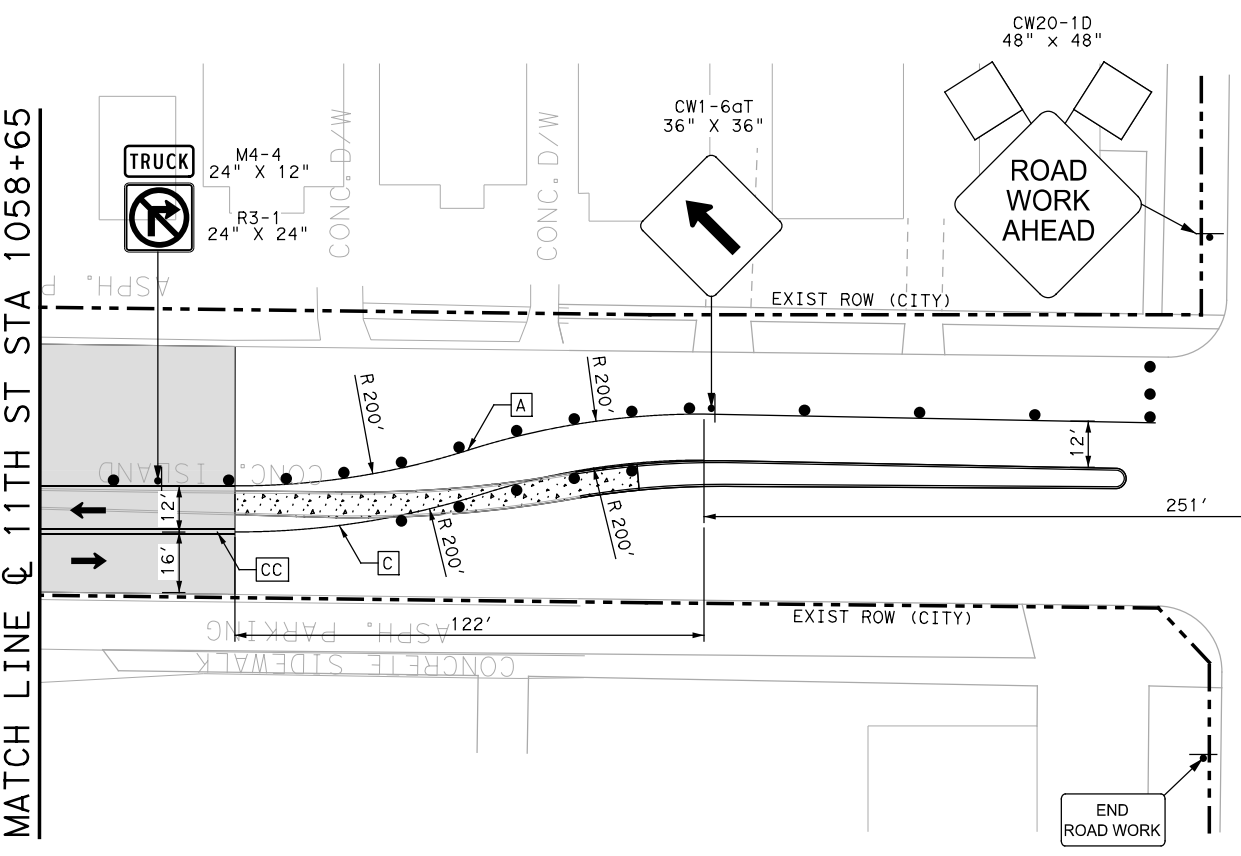 CW20-1D
48" X 48"
CW1-6aT
36" X 36"
TRUCK
M4-4
24" X 12"
R3-1
24" X 24"
CONC. D/W
CONC. D/W
ROAD
WORK
AHEAD
ASPH. P
EXIST ROW (CITY)
MATCH LINE ℄ 11TH ST STA 1058+65
R 200'
R 200'
A
12'
CONC. ISLAND
12'
R 200'
R 200'
251'
16'
CC
C
122'
EXIST ROW (CITY)
ASPH. PARKING
CONCRETE SIDEWALK
END
ROAD WORK